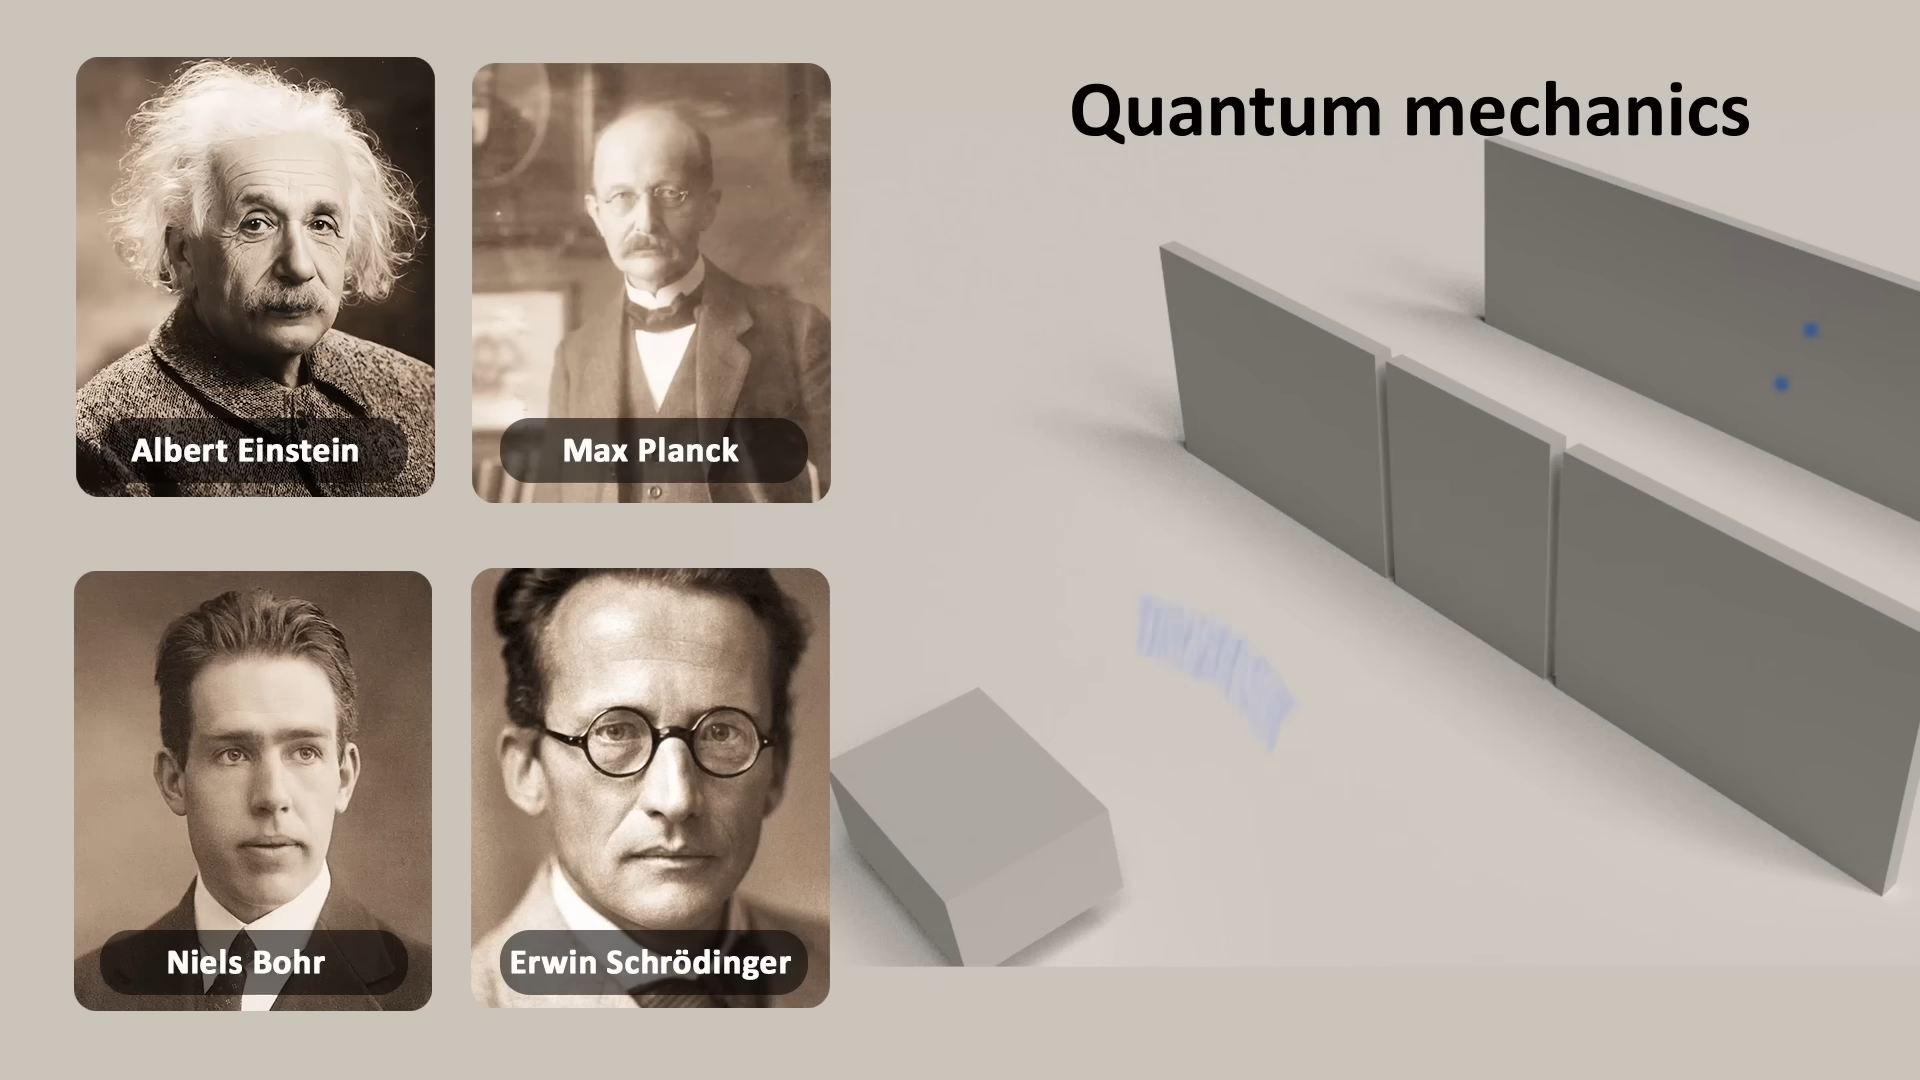 Quantum mechanics
Albert Einstein
Max Planck
Niels Bohr
Erwin Schrödinger